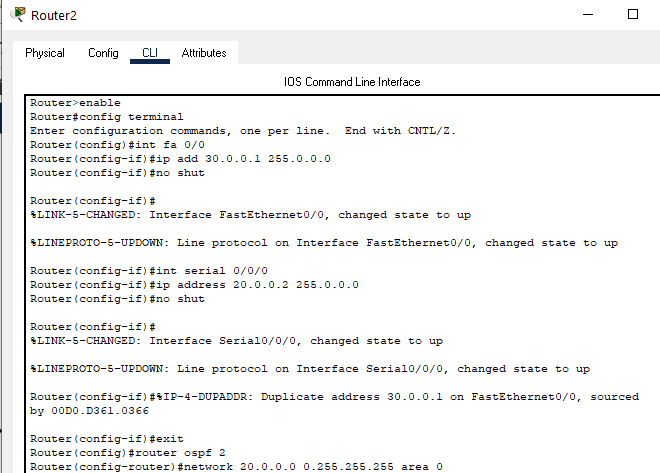 Router2
Physical Config CLI Attributes
IOS Command Line Interface
Router>enable
Router#config terminal
Enter configuration commands, one per line.  End with CNTL/Z.
Router(config)#int fa 0/0
Router(config-if)#ip add 30.0.0.1 255.0.0.0
Router(config-if)#no shut
Router(config-if)#
%LINK-5-CHANGED: Interface FastEthernet0/0, changed state to up
%LINEPROTO-5-UPDOWN: Line protocol on Interface FastEthernet0/0, changed state to up
Router(config-if)#int serial 0/0/0
Router(config-if)#ip address 20.0.0.2 255.0.0.0
Router(config-if)#no shut
Router(config-if)#
%LINK-5-CHANGED: Interface Serial0/0/0, changed state to up
%LINEPROTO-5-UPDOWN: Line protocol on Interface Serial0/0/0, changed state to up
Router(config-if)#%IP-4-DUPADDR: Duplicate address 30.0.0.1 on FastEthernet0/0, sourced
by 00D0.D361.0366
Router(config-if)#exit
Router(config)#router ospf 2
Router(config-router)#network 20.0.0.0 0.255.255.255 area 0